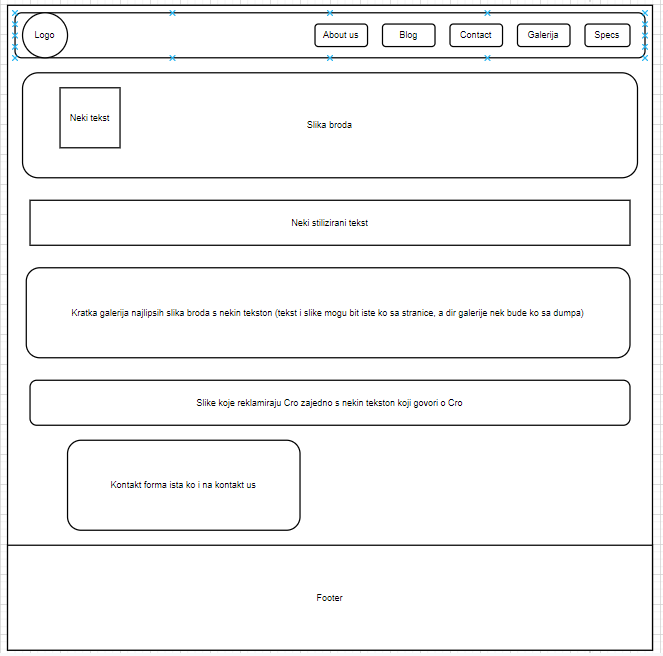 Logo
About us
Blog
Contact
Galerija
Specs
Neki tekst
Slika broda
Neki stilizirani tekst
Kratka galerija najlipsih slika broda s nekin tekston (tekst i slike mogu bit iste ko sa stranice, a dir galerije nek bude ko sa dumpa)
Slike koje reklamiraju Cro zajedno s nekin tekston koji govori o Cro
Kontakt forma ista ko i na kontakt us
Footer